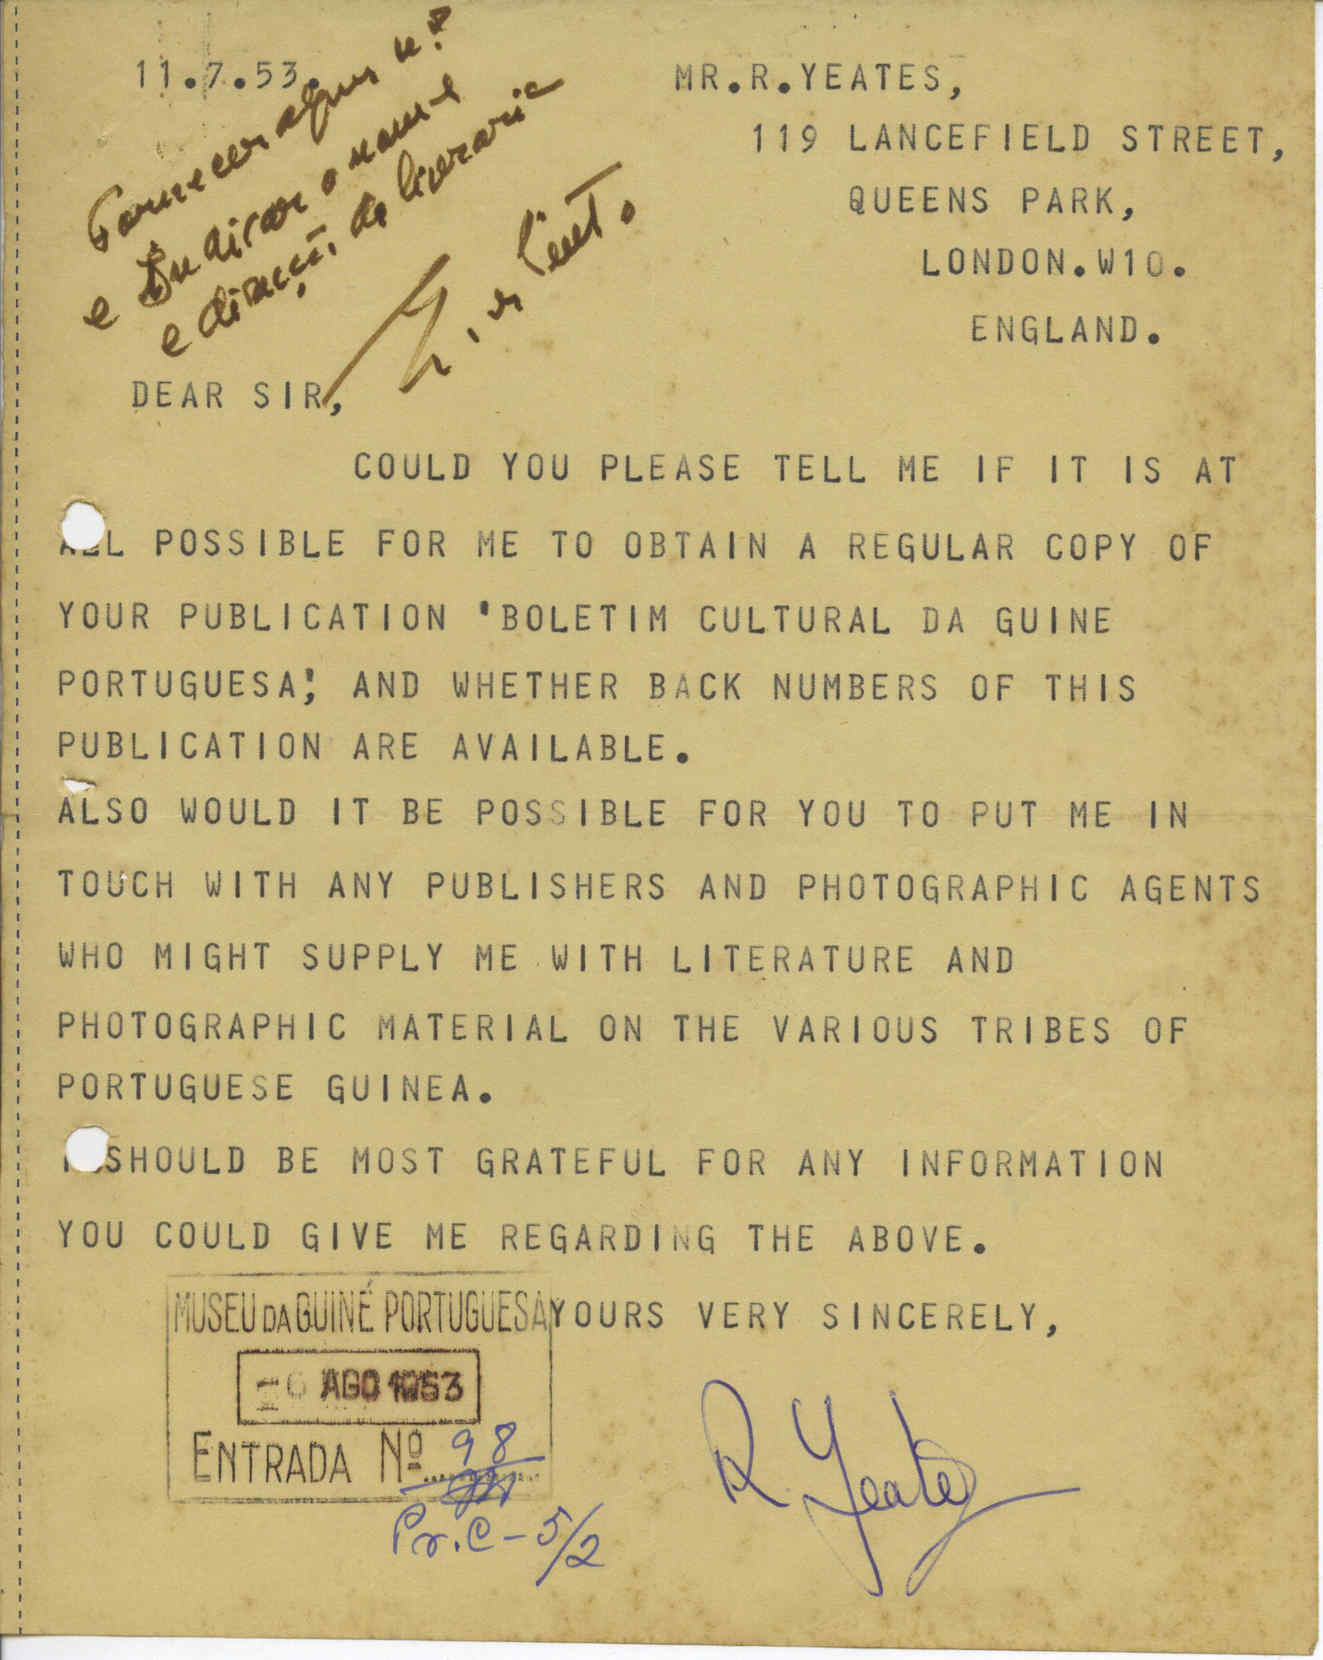 11.7.53.
MR.R.YEATES,
119 LANCEFIELD STREET,
QUEENS PARK,
LONDON.W10.
ENGLAND.
Fornecer alguns nºs
e Indicar o nome
e direcção da livraria
DEAR SIR,
COULD YOU PLEASE TELL ME IF IT IS AT
ALL POSSIBLE FOR ME TO OBTAIN A REGULAR COPY OF
YOUR PUBLICATION 'BOLETIM CULTURAL DA GUINE
PORTUGUESA', AND WHETHER BACK NUMBERS OF THIS
PUBLICATION ARE AVAILABLE.
ALSO WOULD IT BE POSSIBLE FOR YOU TO PUT ME IN
TOUCH WITH ANY PUBLISHERS AND PHOTOGRAPHIC AGENTS
WHO MIGHT SUPPLY ME WITH LITERATURE AND
PHOTOGRAPHIC MATERIAL ON THE VARIOUS TRIBES OF
PORTUGUESE GUINEA.
I SHOULD BE MOST GRATEFUL FOR ANY INFORMATION
YOU COULD GIVE ME REGARDING THE ABOVE.
YOURS VERY SINCERELY,
MUSEU DA GUINÉ PORTUGUESA
-6 AGO 1953
ENTRADA Nº 98
Pr.C-5/2
R. Yeates